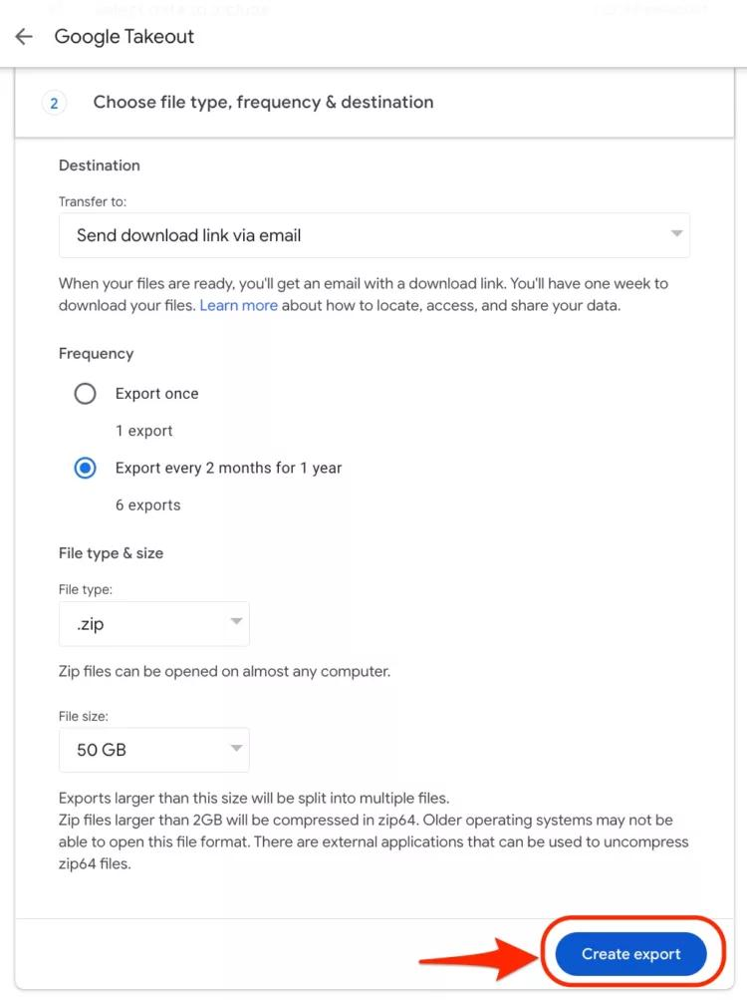 Google Takeout
2 Choose file type, frequency & destination
Destination
Transfer to:
Send download link via email
When your files are ready, you'll get an email with a download link. You'll have one week to
download your files. Learn more about how to locate, access, and share your data.
Frequency
Export once
1 export
Export every 2 months for 1 year
6 exports
File type & size
File type:
.zip
Zip files can be opened on almost any computer.
File size:
50 GB
Exports larger than this size will be split into multiple files.
Zip files larger than 2GB will be compressed in zip64. Older operating systems may not be
able to open this file format. There are external applications that can be used to uncompress
zip64 files.
Create export